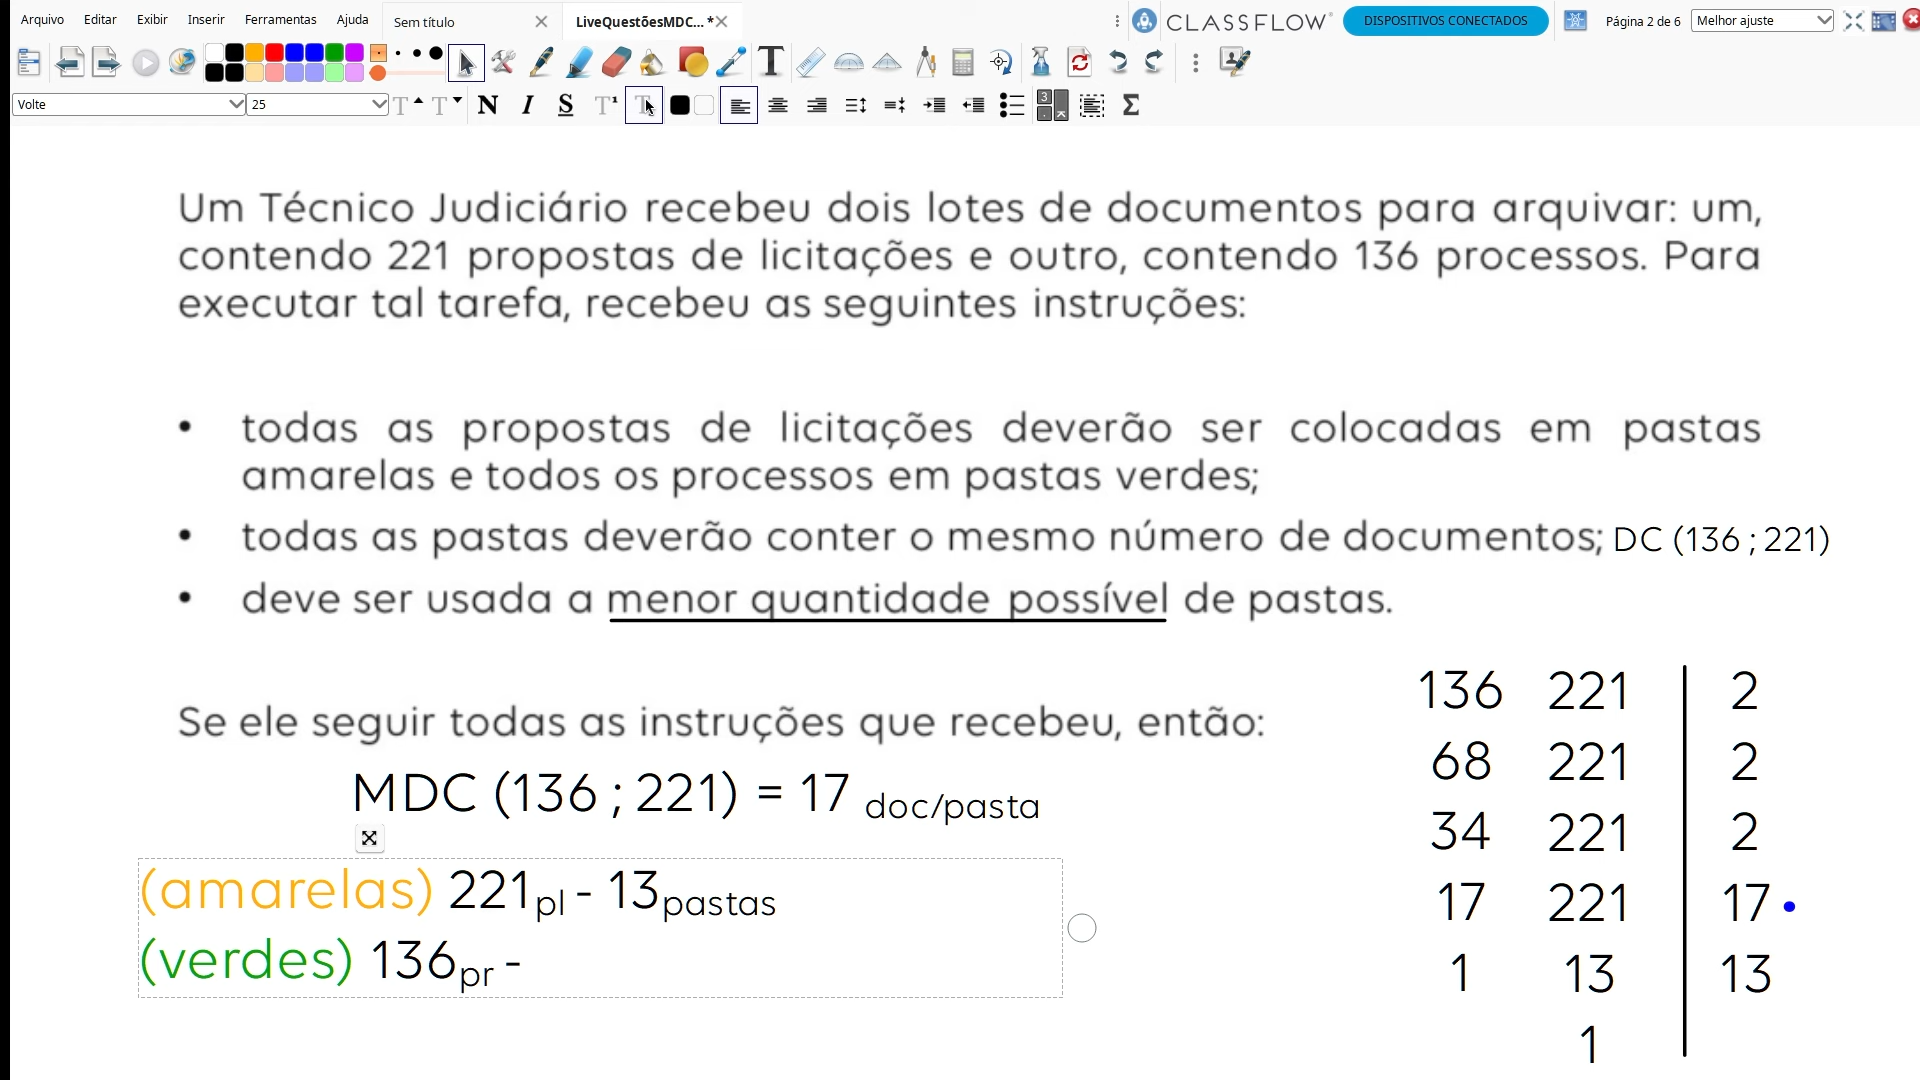 Arquivo Editar Exibir Inserir Ferramentas Ajuda Sem título LiveQuestõesMDC... * CLASSFLOW DISPOSITIVOS CONECTADOS Página 2 de 6 Melhor ajuste
Volte 25 N I S
Um Técnico Judiciário recebeu dois lotes de documentos para arquivar: um,
contendo 221 propostas de licitações e outro, contendo 136 processos. Para
executar tal tarefa, recebeu as seguintes instruções:
• todas as propostas de licitações deverão ser colocadas em pastas
amarelas e todos os processos em pastas verdes;
• todas as pastas deverão conter o mesmo número de documentos; DC (136 ; 221)
• deve ser usada a menor quantidade possível de pastas.
Se ele seguir todas as instruções que recebeu, então:
MDC (136 ; 221) = 17 doc/pasta
(amarelas) 221pl - 13pastas
(verdes) 136pr -
136 221 2
68 221 2
34 221 2
17 221 17
1 13 13
1